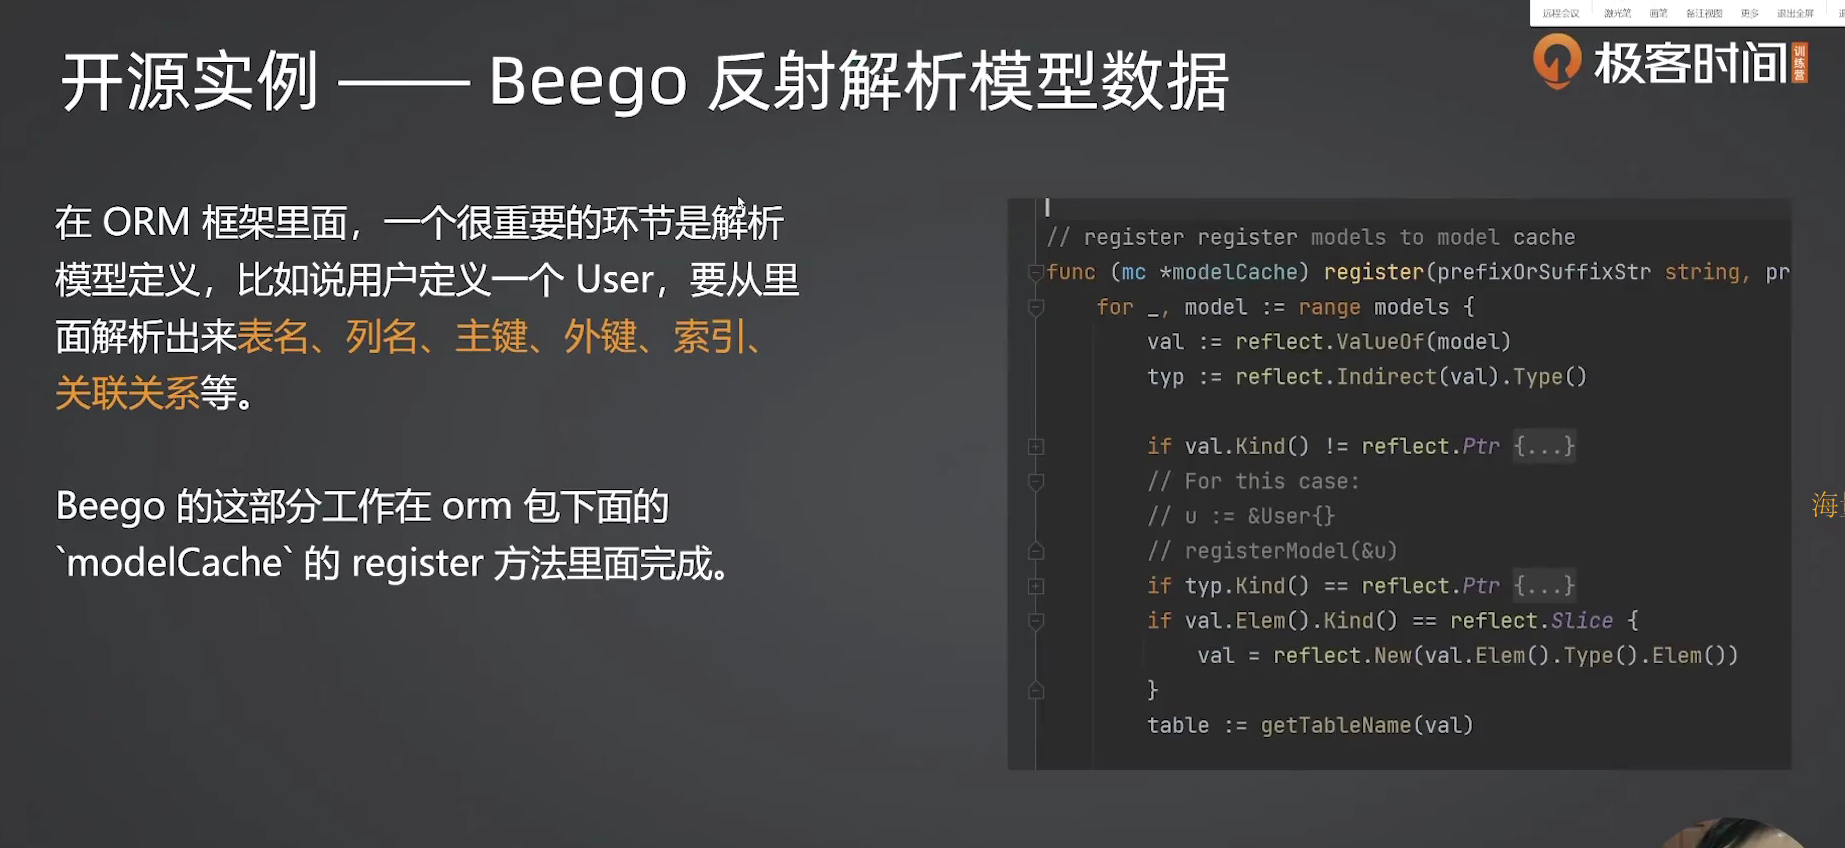 远程会议 激光笔 画笔 备注视图 更多 退出全屏
开源实例 —— Beego 反射解析模型数据
极客时间 训练营
在 ORM 框架里面，一个很重要的环节是解析
模型定义，比如说用户定义一个 User，要从里
面解析出来表名、列名、主键、外键、索引、
关联关系等。
Beego 的这部分工作在 orm 包下面的
`modelCache` 的 register 方法里面完成。
// register register models to model cache
func (mc *modelCache) register(prefixOrSuffixStr string, pr
for _, model := range models {
val := reflect.ValueOf(model)
typ := reflect.Indirect(val).Type()
if val.Kind() != reflect.Ptr {...}
// For this case:
// u := &User{}
// registerModel(&u)
if typ.Kind() == reflect.Ptr {...}
if val.Elem().Kind() == reflect.Slice {
val = reflect.New(val.Elem().Type().Elem())
}
table := getTableName(val)
海